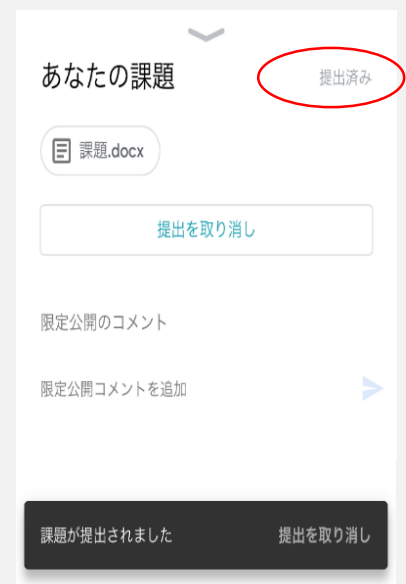 あなたの課題 提出済み
課題.docx
提出を取り消し
限定公開のコメント
限定公開コメントを追加
課題が提出されました 提出を取り消し